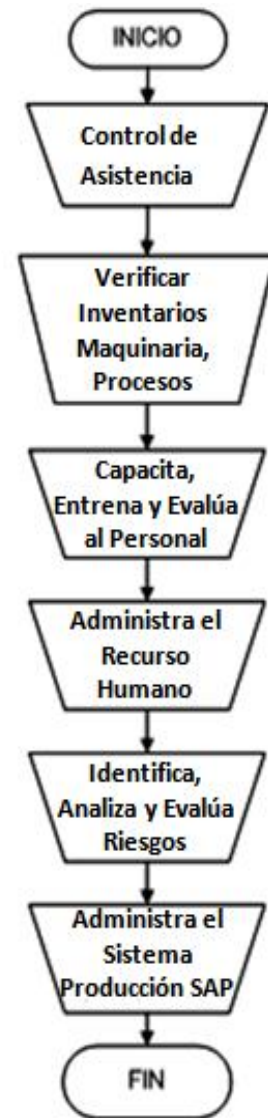 INICIO
Control de
Asistencia
Verificar
Inventarios
Maquinaria,
Procesos
Capacita,
Entrena y Evalúa
al Personal
Administra el
Recurso
Humano
Identifica,
Analiza y Evalúa
Riesgos
Administra el
Sistema
Producción SAP
FIN